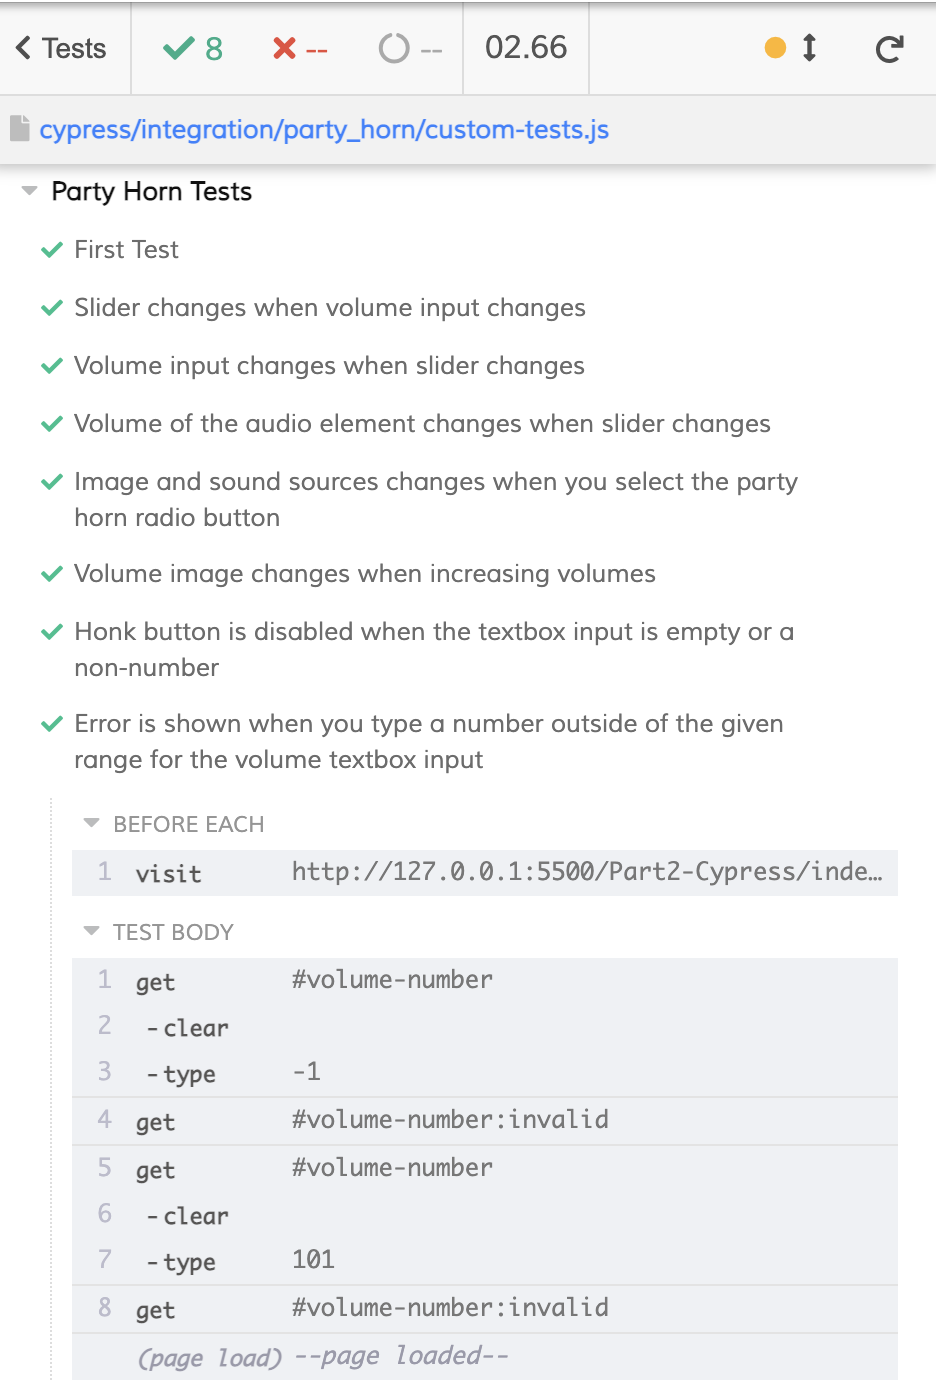 Tests 8 -- -- 02.66
cypress/integration/party_horn/custom-tests.js
Party Horn Tests
First Test
Slider changes when volume input changes
Volume input changes when slider changes
Volume of the audio element changes when slider changes
Image and sound sources changes when you select the party
horn radio button
Volume image changes when increasing volumes
Honk button is disabled when the textbox input is empty or a
non-number
Error is shown when you type a number outside of the given
range for the volume textbox input
BEFORE EACH
1 visit http://127.0.0.1:5500/Part2-Cypress/inde…
TEST BODY
1 get #volume-number
2 -clear
3 -type -1
4 get #volume-number:invalid
5 get #volume-number
6 -clear
7 -type 101
8 get #volume-number:invalid
(page load) --page loaded--